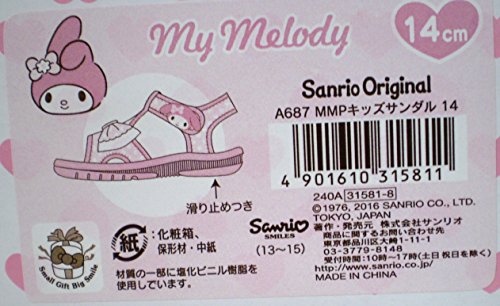 My Melody
14cm
Sanrio Original
A687 MMPキッズサンダル 14
4 901610 315811
滑り止めつき
240A 31581-8
©1976, 2016 SANRIO CO., LTD.
TOKYO, JAPAN
著作・発売元 株式会社サンリオ
商品に関するお問い合わせ先
東京都品川区大崎1-11-1
03-3779-8148
受付時間:10時〜17時(土日祝日を除く)
http://www.sanrio.co.jp
紙:化粧箱、
保形材・中紙
Sanrio
SMILES
(13〜15)
材質の一部に塩化ビニル樹脂を
使用しています。
Small Gift Big Smile